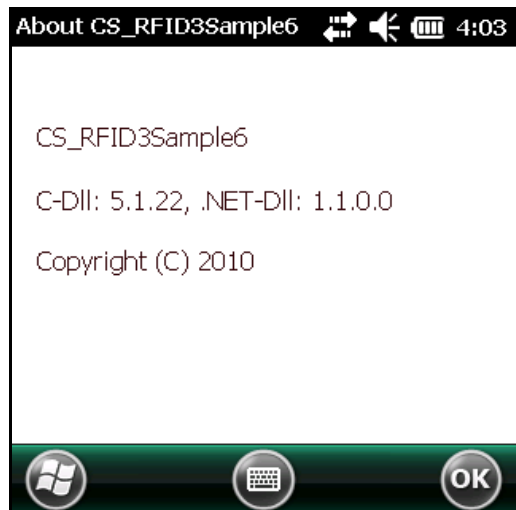 About CS_RFID3Sample6 4:03
CS_RFID3Sample6
C-Dll: 5.1.22, .NET-Dll: 1.1.0.0
Copyright (C) 2010
OK